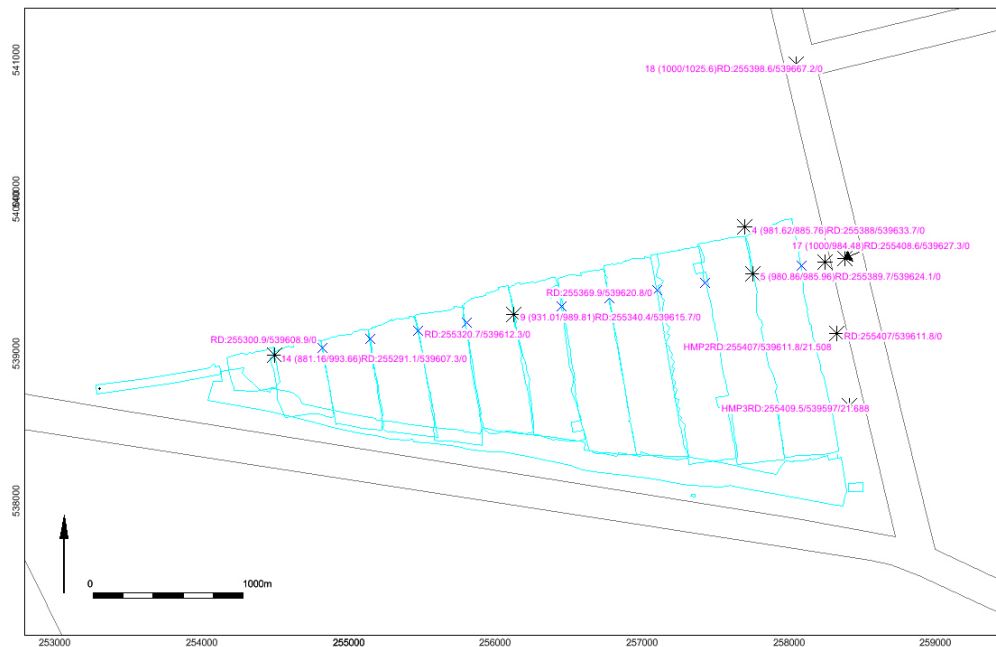 541000
18 (1000/1025.6)RD:255398.6/539667.2/0
4 (981.62/885.76)RD:255388/539633.7/0
17 (1000/984.48)RD:255408.6/539627.3/0
5 (980.86/985.96)RD:255389.7/539624.1/0
RD:255369.9/539620.8/0
9 (931.01/989.81)RD:255340.4/539615.7/0
RD:255320.7/539612.3/0
RD:255300.9/539608.9/0
14 (881.16/993.66)RD:255291.1/539607.3/0
RD:255407/539611.8/0
HMP2RD:255407/539611.8/21.508
539000
HMP3RD:255409.5/539597/21.688
538000
0
1000m
253000
254000
255000
256000
257000
258000
259000